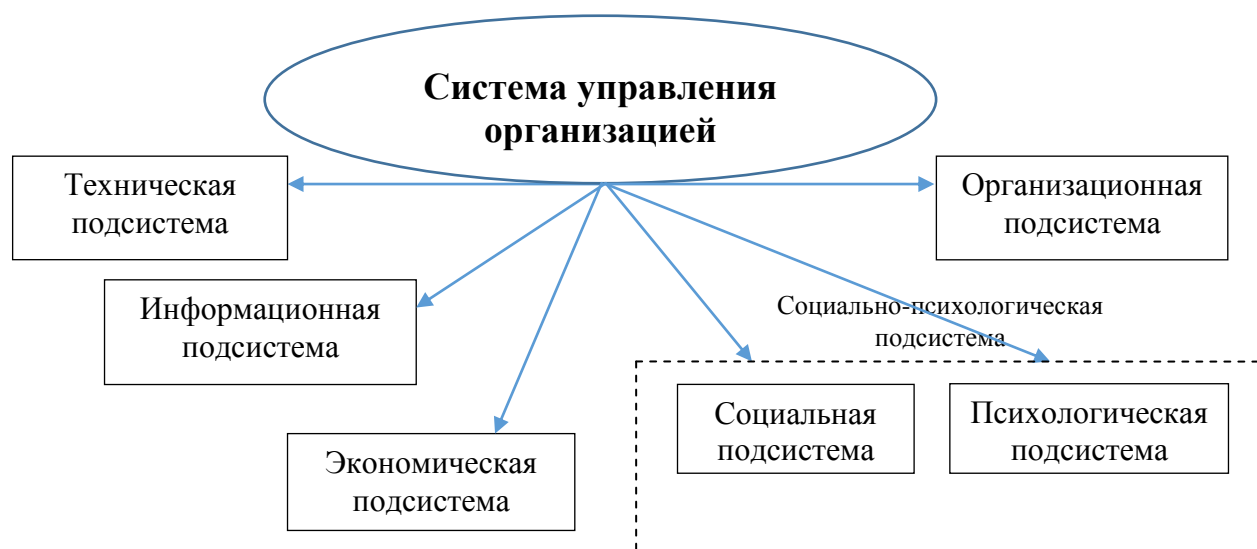 Система управления
организацией
Техническая
подсистема
Организационная
подсистема
Информационная
подсистема
Социально-психологическая
подсистема
Социальная
подсистема
Психологическая
подсистема
Экономическая
подсистема